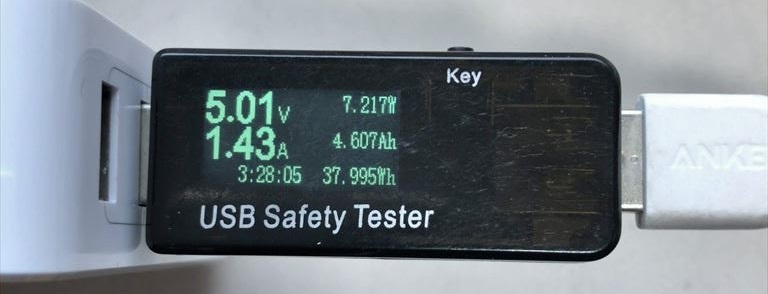 Key
5.01V 7.217W
1.43A 4.607Ah
3:28:05 37.995Wh
USB Safety Tester
ANKE